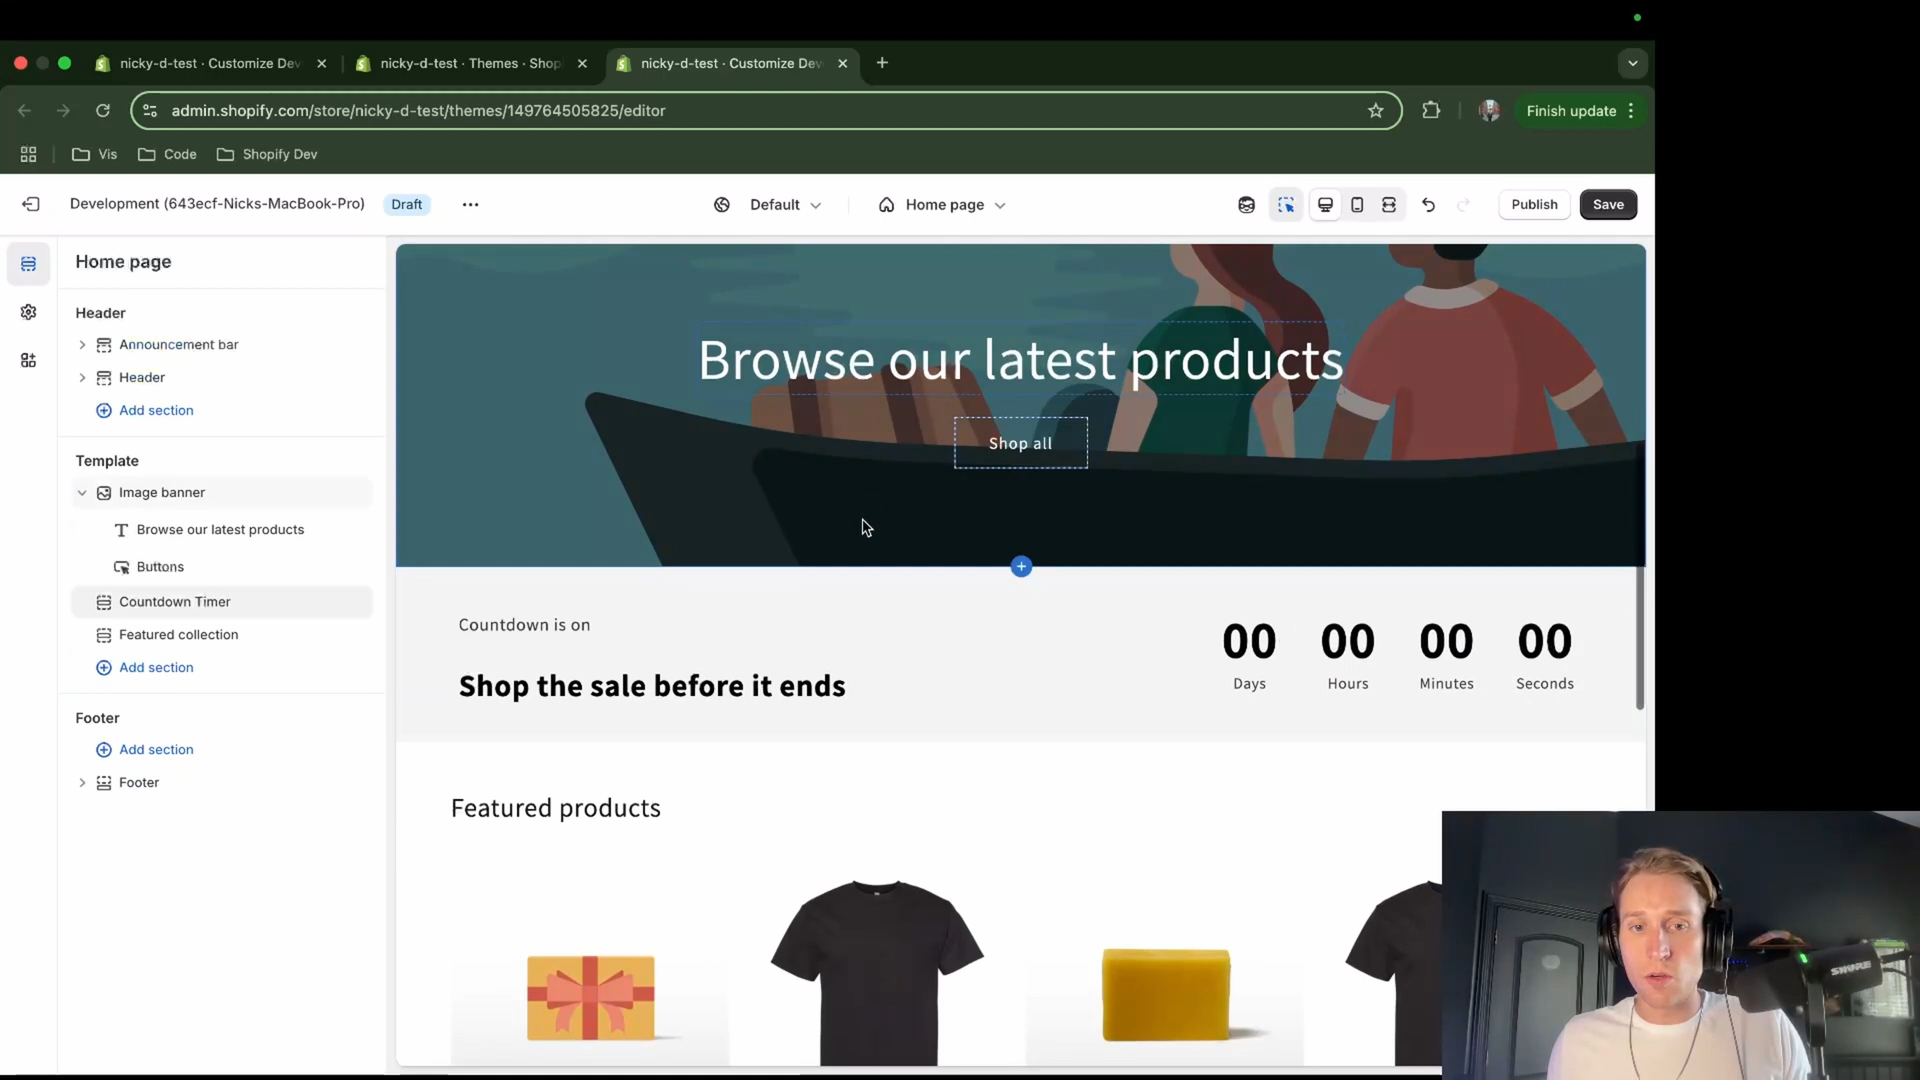 nicky-d-test · Customize Dev
nicky-d-test · Themes · Shop
nicky-d-test · Customize Dev
admin.shopify.com/store/nicky-d-test/themes/149764505825/editor
Finish update
Vis
Code
Shopify Dev
Development (643ecf-Nicks-MacBook-Pro)
Draft
Default
Home page
Publish
Save
Home page
Header
Announcement bar
Header
Add section
Template
Image banner
Browse our latest products
Buttons
Countdown Timer
Featured collection
Add section
Footer
Add section
Footer
Browse our latest products
Shop all
Countdown is on
Shop the sale before it ends
00 00 00 00
Days Hours Minutes Seconds
Featured products
SHURE